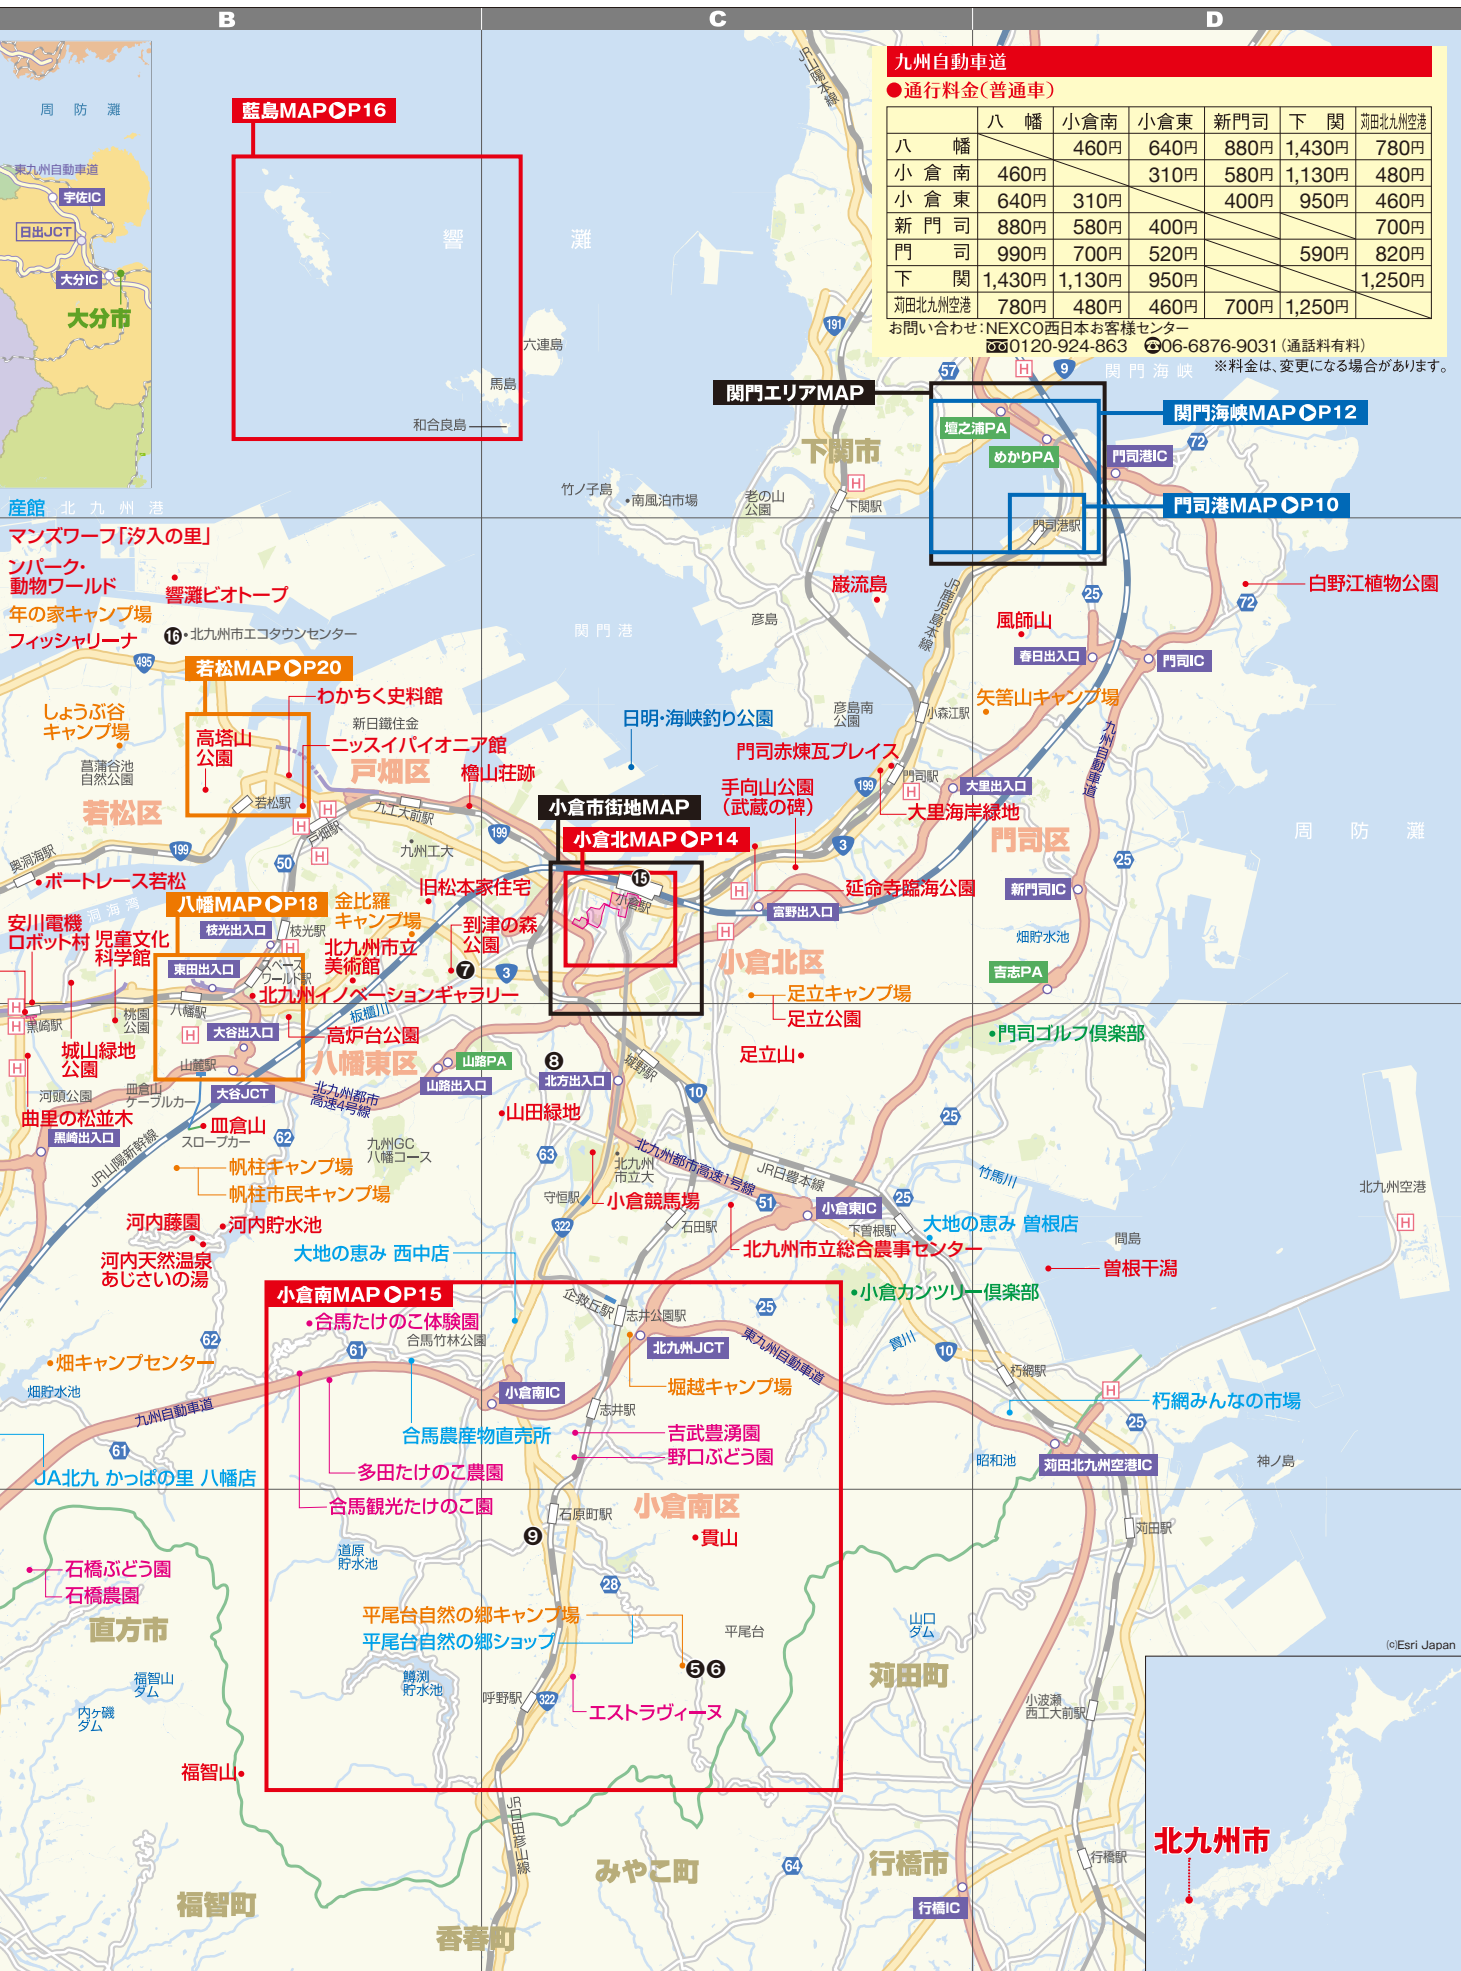 B
C
D
周防灘
東九州自動車道
宇佐IC
日出JCT
大分IC
大分市
藍島MAP▶P16
響灘
六連島
馬島
和合良島
JR山陽本線
九州自動車道
●通行料金(普通車)
八幡 小倉南 小倉東 新門司 下関 苅田北九州空港
八幡 460円 640円 880円 1,430円 780円
小倉南 460円 310円 580円 1,130円 480円
小倉東 640円 310円 400円 950円 460円
新門司 880円 580円 400円 700円
門司 990円 700円 520円 590円 820円
下関 1,430円 1,130円 950円 1,250円
苅田北九州空港 780円 480円 460円 700円 1,250円
お問い合わせ:NEXCO西日本お客様センター
0120-924-863 ☎06-6876-9031(通話料有料)
※料金は、変更になる場合があります。
191
57
9
関門海峡
関門エリアMAP
関門海峡MAP▶P12
壇之浦PA
めかりPA
門司港IC
72
下関市
竹ノ子島
南風泊市場
老の山
公園
下関駅
門司港MAP▶P10
門司港駅
産館
北九州港
マンズワーフ「汐入の里」
ンパーク・
動物ワールド
響灘ビオトープ
年の家キャンプ場
フィッシャリーナ
⓰・北九州市エコタウンセンター
495
若松MAP▶P20
関門港
彦島
巌流島
JR鹿児島本線
25
72
白野江植物公園
風師山
春日出入口
門司IC
わかちく史料館
しょうぶ谷
キャンプ場
高塔山
公園
新日鐵住金
ニッスイパイオニア館
菖蒲谷池
自然公園
若松区
若松駅
戸畑区
九工大前駅
戸畑駅
櫓山荘跡
日明・海峡釣り公園
彦島南
公園
小森江駅
矢筈山キャンプ場
九州自動車道
門司赤煉瓦プレイス
手向山公園
(武蔵の碑)
199
門司駅
大里出入口
大里海岸緑地
門司区
周防灘
小倉市街地MAP
小倉北MAP▶P14
3
25
奥洞海駅
199
50
九州工大
199
⓯
小倉駅
ボートレース若松
八幡MAP▶P18
洞海湾
金比羅
キャンプ場
旧松本家住宅
延命寺臨海公園
富野出入口
新門司IC
安川電機
ロボット村
児童文化
科学館
枝光出入口
枝光駅
東田出入口
スペース
ワールド駅
北九州市立
美術館
到津の森
公園
❼
3
小倉北区
畑貯水池
吉志PA
北九州イノベーションギャラリー
足立キャンプ場
足立公園
黒崎駅
桃園
公園
八幡駅
板櫃川
大谷出入口
高炉台公園
城山緑地
公園
山麓駅
八幡東区
山路PA
山路出入口
❽
北方出入口
城野駅
足立山
門司ゴルフ倶楽部
河頭公園
皿倉山
ケーブルカー
大谷JCT
北九州都市
高速4号線
10
曲里の松並木
黒崎出入口
皿倉山
スロープカー
62
九州GC
八幡コース
山田緑地
63
25
JR山陽新幹線
帆柱キャンプ場
帆柱市民キャンプ場
北九州
市立大
北九州都市高速1号線
JR日豊本線
竹馬川
北九州空港
守恒駅
小倉競馬場
51
25
河内藤園
河内貯水池
322
石田駅
小倉東IC
下曽根駅
大地の恵み 曽根店
間島
河内天然温泉
あじさいの湯
大地の恵み 西中店
北九州市立総合農事センター
曽根干潟
小倉南MAP▶P15
企救丘駅
志井公園駅
25
小倉カンツリー倶楽部
62
合馬たけのこ体験園
合馬竹林公園
61
北九州JCT
東九州自動車道
貫川
10
畑キャンプセンター
畑貯水池
九州自動車道
小倉南IC
堀越キャンプ場
朽網駅
朽網みんなの市場
25
志井駅
合馬農産物直売所
吉武豊湧園
野口ぶどう園
昭和池
苅田北九州空港IC
神ノ島
61
JA北九 かっぱの里 八幡店
多田たけのこ農園
合馬観光たけのこ園
石原町駅
小倉南区
❾
貫山
苅田駅
道原
貯水池
石橋ぶどう園
石橋農園
28
直方市
平尾台自然の郷キャンプ場
平尾台自然の郷ショップ
平尾台
❺❻
山口
ダム
(c)Esri Japan
苅田町
福智山
ダム
内ヶ磯
ダム
鱒渕
貯水池
呼野駅
322
エストラヴィーヌ
小波瀬
西工大前駅
福智山
JR日田彦山線
北九州市
みやこ町
64
行橋市
行橋駅
行橋IC
福智町
香春町